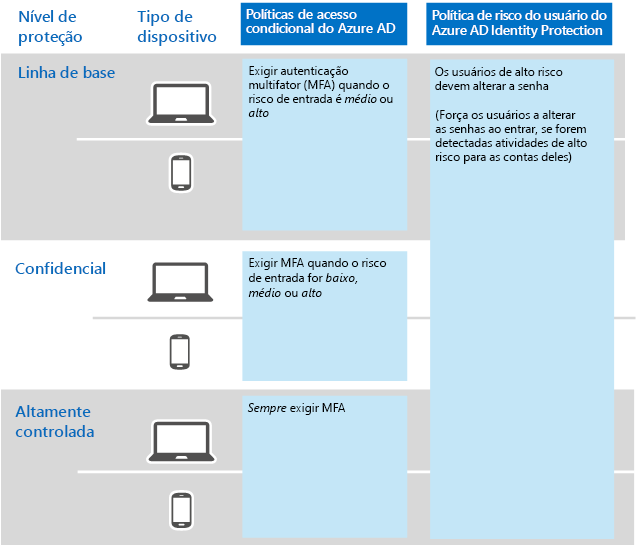 Nível de
proteção
Tipo de
dispositivo
Políticas de acesso
condicional do Azure AD
Política de risco do usuário do
Azure AD Identity Protection
Linha de base
Exigir autenticação
multifator (MFA) quando o
risco de entrada é médio ou
alto
Os usuários de alto risco
devem alterar a senha
(Força os usuários a alterar
as senhas ao entrar, se forem
detectadas atividades de alto
risco para as contas deles)
Confidencial
Exigir MFA quando o risco
de entrada for baixo,
médio ou alto
Altamente
controlada
Sempre exigir MFA